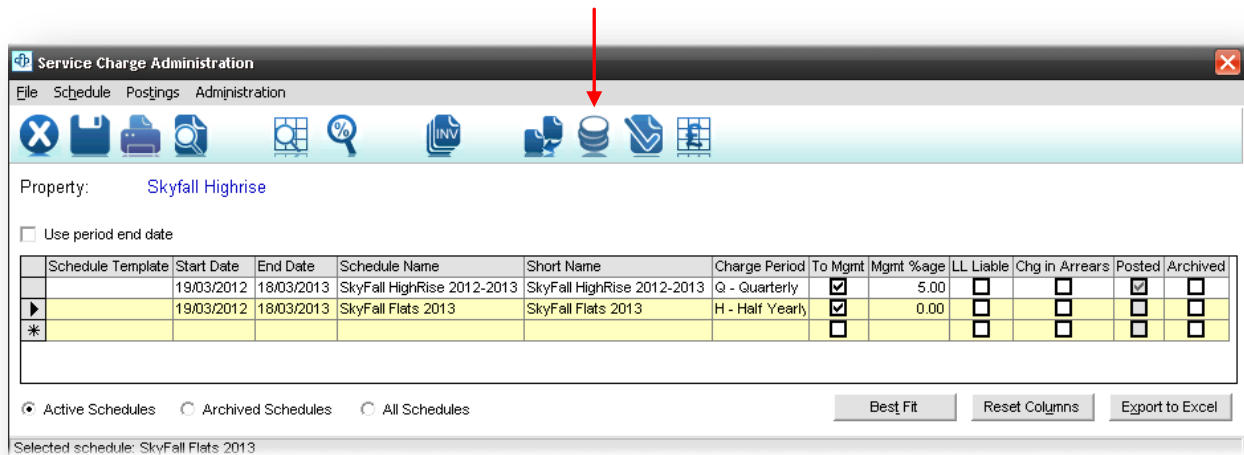 Service Charge Administration
File Schedule Postings Administration
% INV £
Property: Skyfall Highrise
Use period end date
Schedule Template Start Date End Date Schedule Name Short Name Charge Period To Mgmt Mgmt %age LL Liable Chg in Arrears Posted Archived
19/03/2012 18/03/2013 SkyFall HighRise 2012-2013 SkyFall HighRise 2012-2013 Q - Quarterly 5.00
19/03/2012 18/03/2013 SkyFall Flats 2013 SkyFall Flats 2013 H - Half Yearly 0.00
Active Schedules Archived Schedules All Schedules Best Fit Reset Columns Export to Excel
Selected schedule: SkyFall Flats 2013